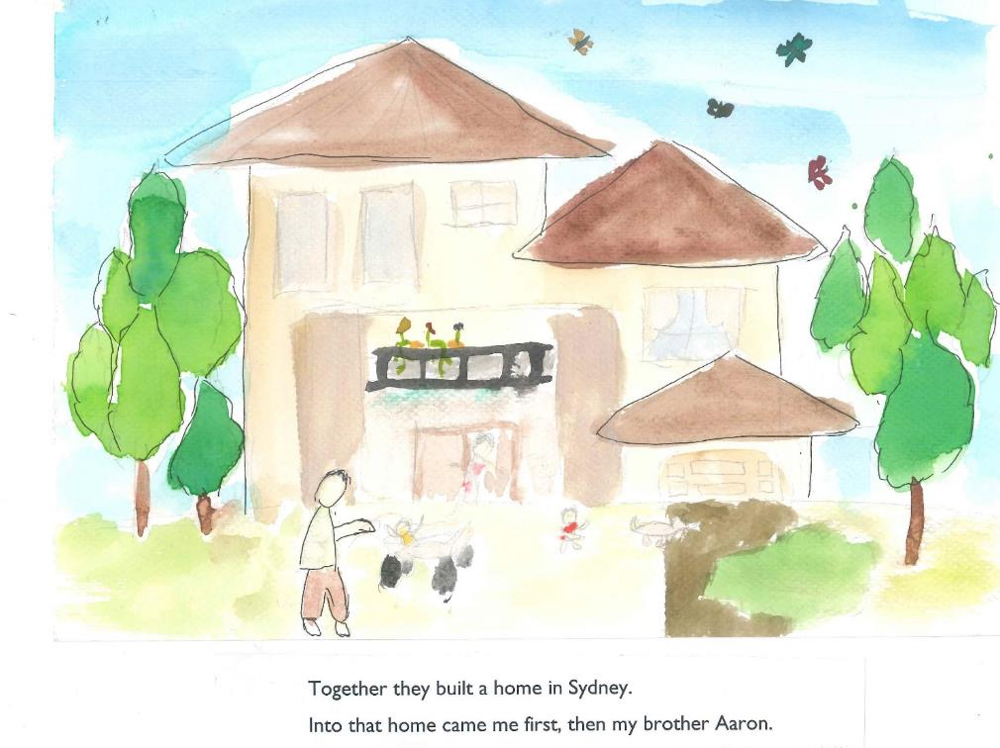 Together they built a home in Sydney.
Into that home came me first, then my brother Aaron.